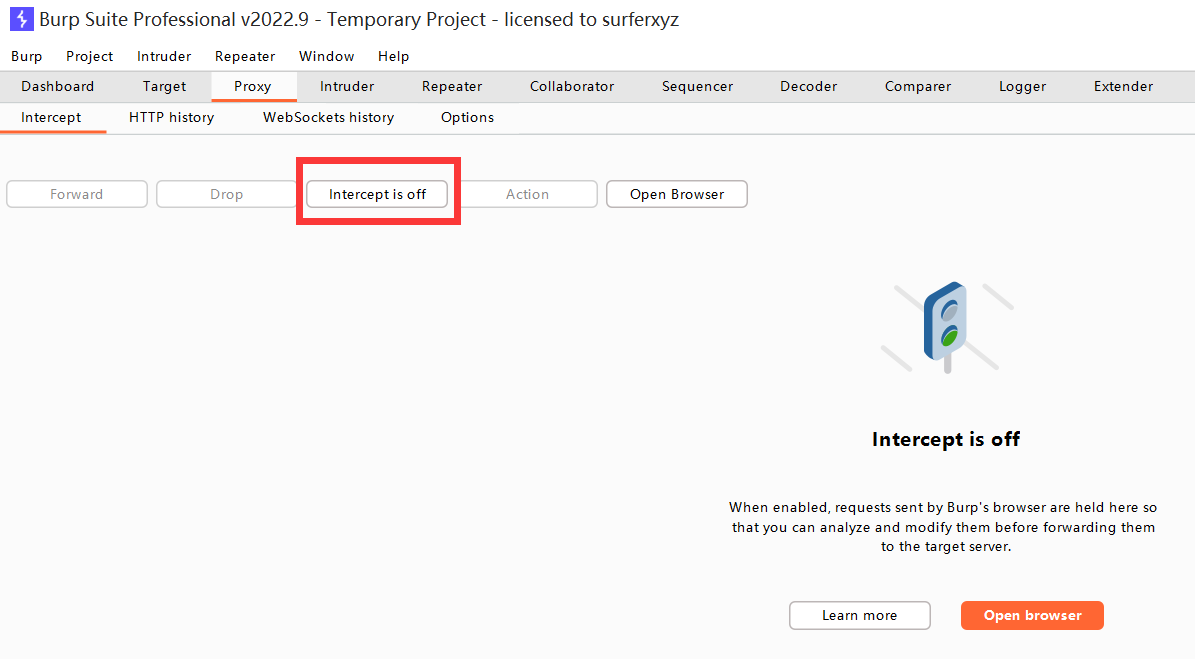 Burp Suite Professional v2022.9 - Temporary Project - licensed to surferxyz
Burp Project Intruder Repeater Window Help
Dashboard Target Proxy Intruder Repeater Collaborator Sequencer Decoder Comparer Logger Extender
Intercept HTTP history WebSockets history Options
Forward Drop Intercept is off Action Open Browser
Intercept is off
When enabled, requests sent by Burp's browser are held here so
that you can analyze and modify them before forwarding them
to the target server.
Learn more Open browser